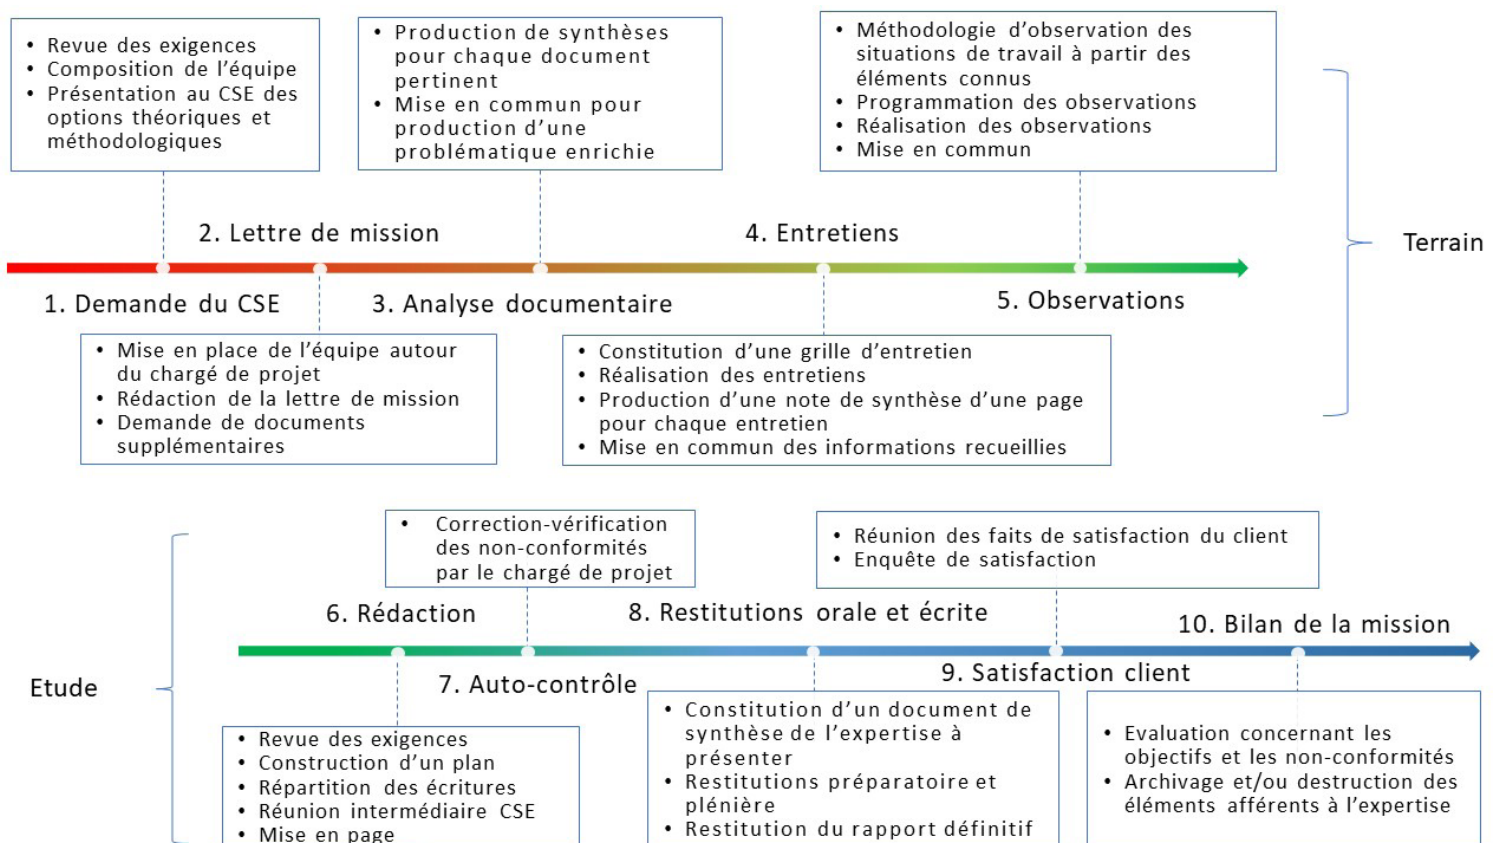 • Revue des exigences
• Composition de l'équipe
• Présentation au CSE des
options théoriques et
méthodologiques
• Production de synthèses
pour chaque document
pertinent
• Mise en commun pour
production d'une
problématique enrichie
• Méthodologie d'observation des
situations de travail à partir des
éléments connus
• Programmation des observations
• Réalisation des observations
• Mise en commun
2. Lettre de mission
4. Entretiens
Terrain
1. Demande du CSE
3. Analyse documentaire
5. Observations
• Mise en place de l'équipe autour
du chargé de projet
• Rédaction de la lettre de mission
• Demande de documents
supplémentaires
• Constitution d'une grille d'entretien
• Réalisation des entretiens
• Production d'une note de synthèse d'une page
pour chaque entretien
• Mise en commun des informations recueillies
• Correction-vérification
des non-conformités
par le chargé de projet
• Réunion des faits de satisfaction du client
• Enquête de satisfaction
6. Rédaction
8. Restitutions orale et écrite
10. Bilan de la mission
Etude
7. Auto-contrôle
9. Satisfaction client
• Revue des exigences
• Construction d'un plan
• Répartition des écritures
• Réunion intermédiaire CSE
• Mise en page
• Constitution d'un document de
synthèse de l'expertise à
présenter
• Restitutions préparatoire et
plénière
• Restitution du rapport définitif
• Evaluation concernant les
objectifs et les non-conformités
• Archivage et/ou destruction des
éléments afférents à l'expertise